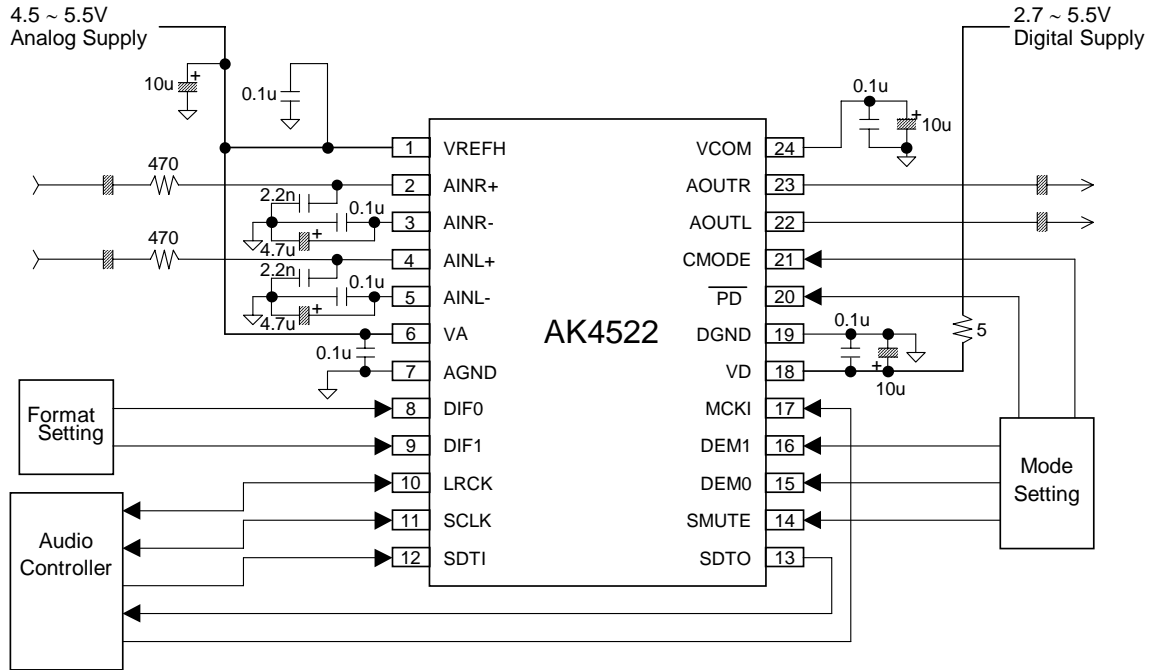 4.5 ~ 5.5V
Analog Supply
2.7 ~ 5.5V
Digital Supply
10u
+
0.1u
0.1u
+
10u
470
2.2n
0.1u
+
4.7u
470
2.2n
0.1u
+
4.7u
0.1u
1 VREFH
2 AINR+
3 AINR-
4 AINL+
5 AINL-
6 VA
7 AGND
8 DIF0
9 DIF1
10 LRCK
11 SCLK
12 SDTI
AK4522
VCOM 24
AOUTR 23
AOUTL 22
CMODE 21
PD 20
DGND 19
VD 18
MCKI 17
DEM1 16
DEM0 15
SMUTE 14
SDTO 13
0.1u
+
10u
5
Format
Setting
Audio
Controller
Mode
Setting